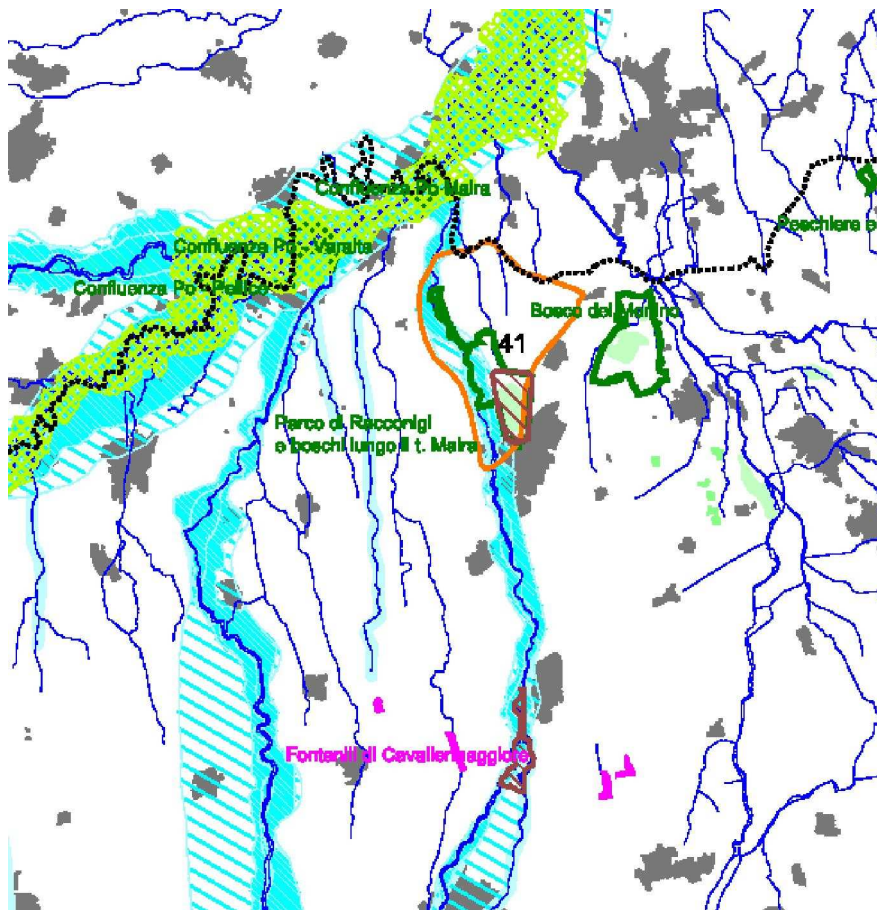 Confluenza Po-Maira
Peschiere e
Confluenza Po - Varaita
Confluenza Po - Pellice
Bosco del Merlino
41
Parco di Racconigi
e boschi lungo il t. Maira
Fontanili di Cavallermaggiore